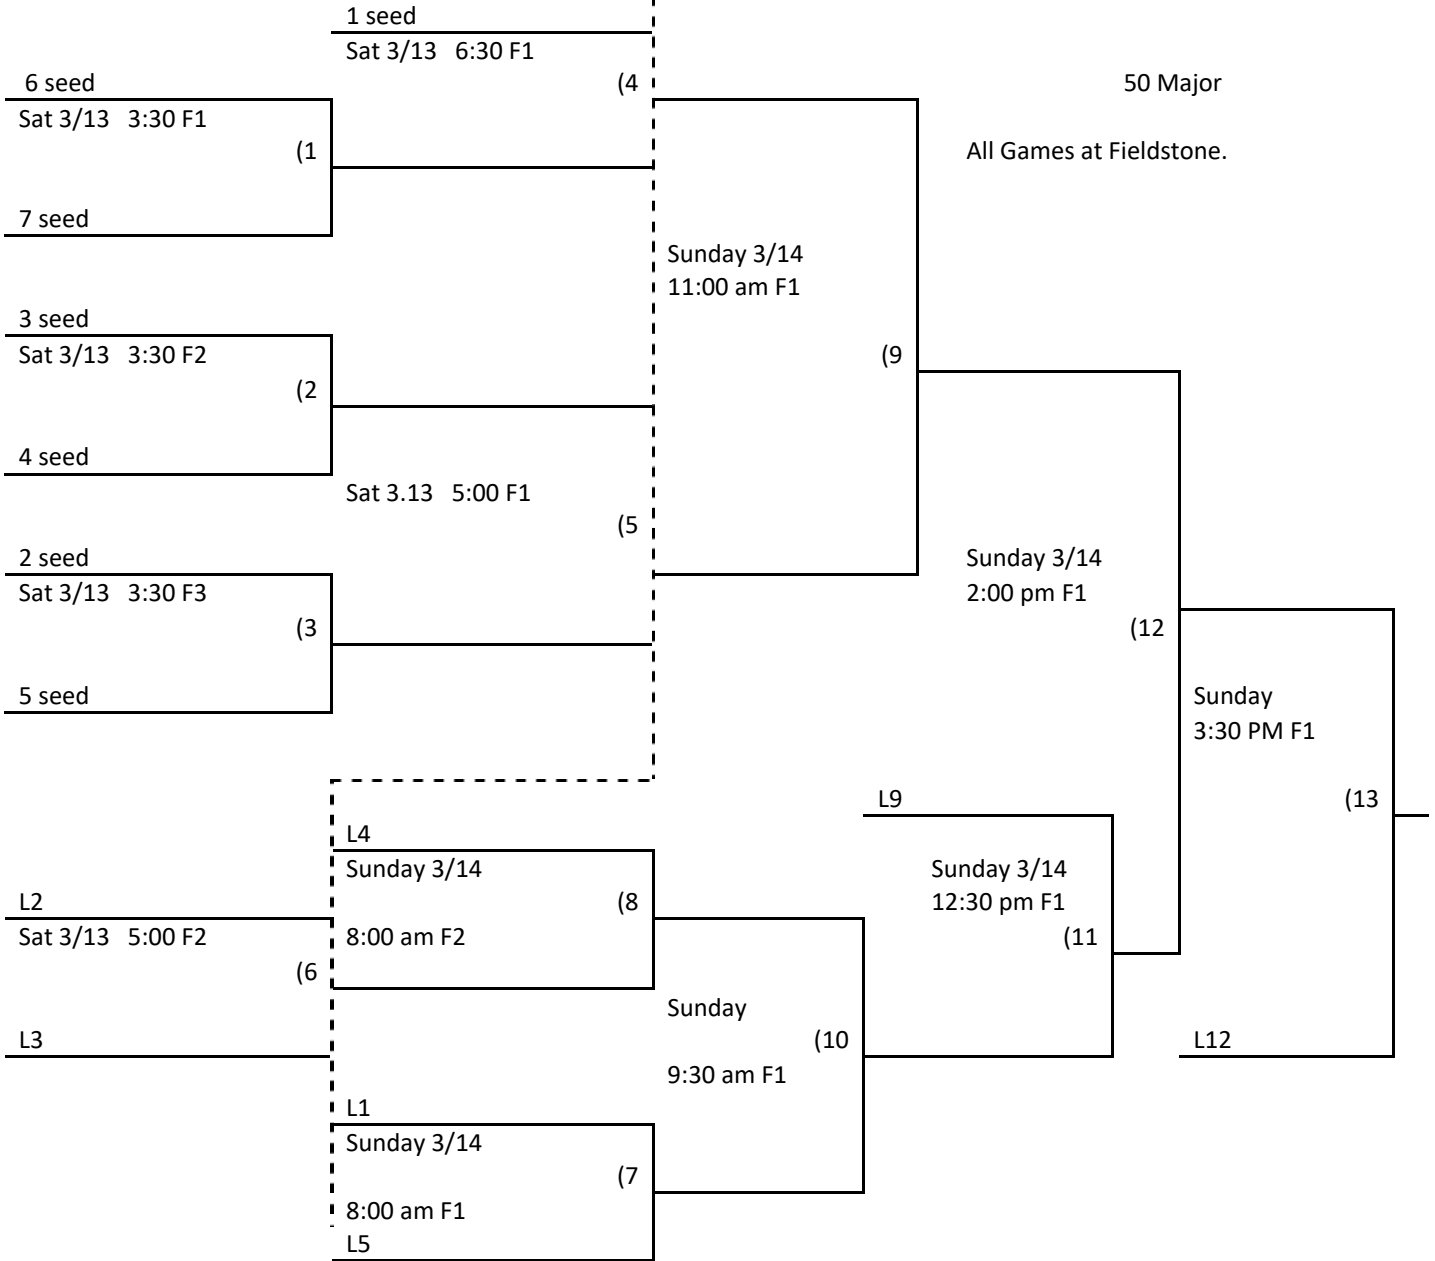 1 seed
Sat 3/13   6:30 F1
(4
6 seed
Sat 3/13   3:30 F1
(1
7 seed
50 Major
All Games at Fieldstone.
Sunday 3/14
11:00 am F1
(9
3 seed
Sat 3/13   3:30 F2
(2
4 seed
Sat 3.13   5:00 F1
(5
2 seed
Sat 3/13   3:30 F3
(3
5 seed
Sunday 3/14
2:00 pm F1
(12
Sunday
3:30 PM F1
(13
L9
L4
Sunday 3/14
(8
8:00 am F2
Sunday 3/14
12:30 pm F1
(11
L2
Sat 3/13   5:00 F2
(6
L3
Sunday
(10
9:30 am F1
L12
L1
Sunday 3/14
(7
8:00 am F1
L5